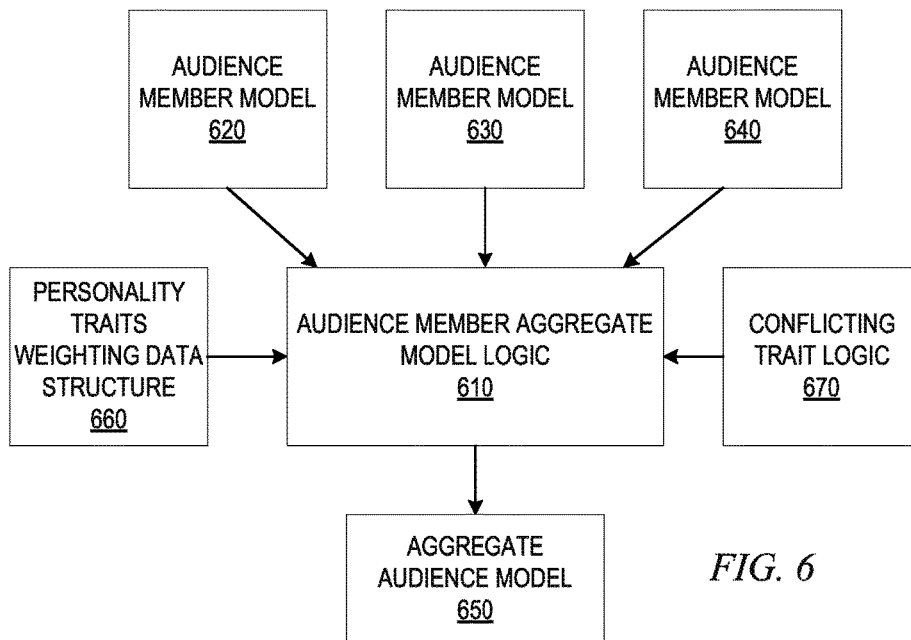 AUDIENCE
MEMBER MODEL
620
AUDIENCE
MEMBER MODEL
630
AUDIENCE
MEMBER MODEL
640
PERSONALITY
TRAITS
WEIGHTING DATA
STRUCTURE
660
AUDIENCE MEMBER AGGREGATE
MODEL LOGIC
610
CONFLICTING
TRAIT LOGIC
670
AGGREGATE
AUDIENCE MODEL
650
FIG. 6